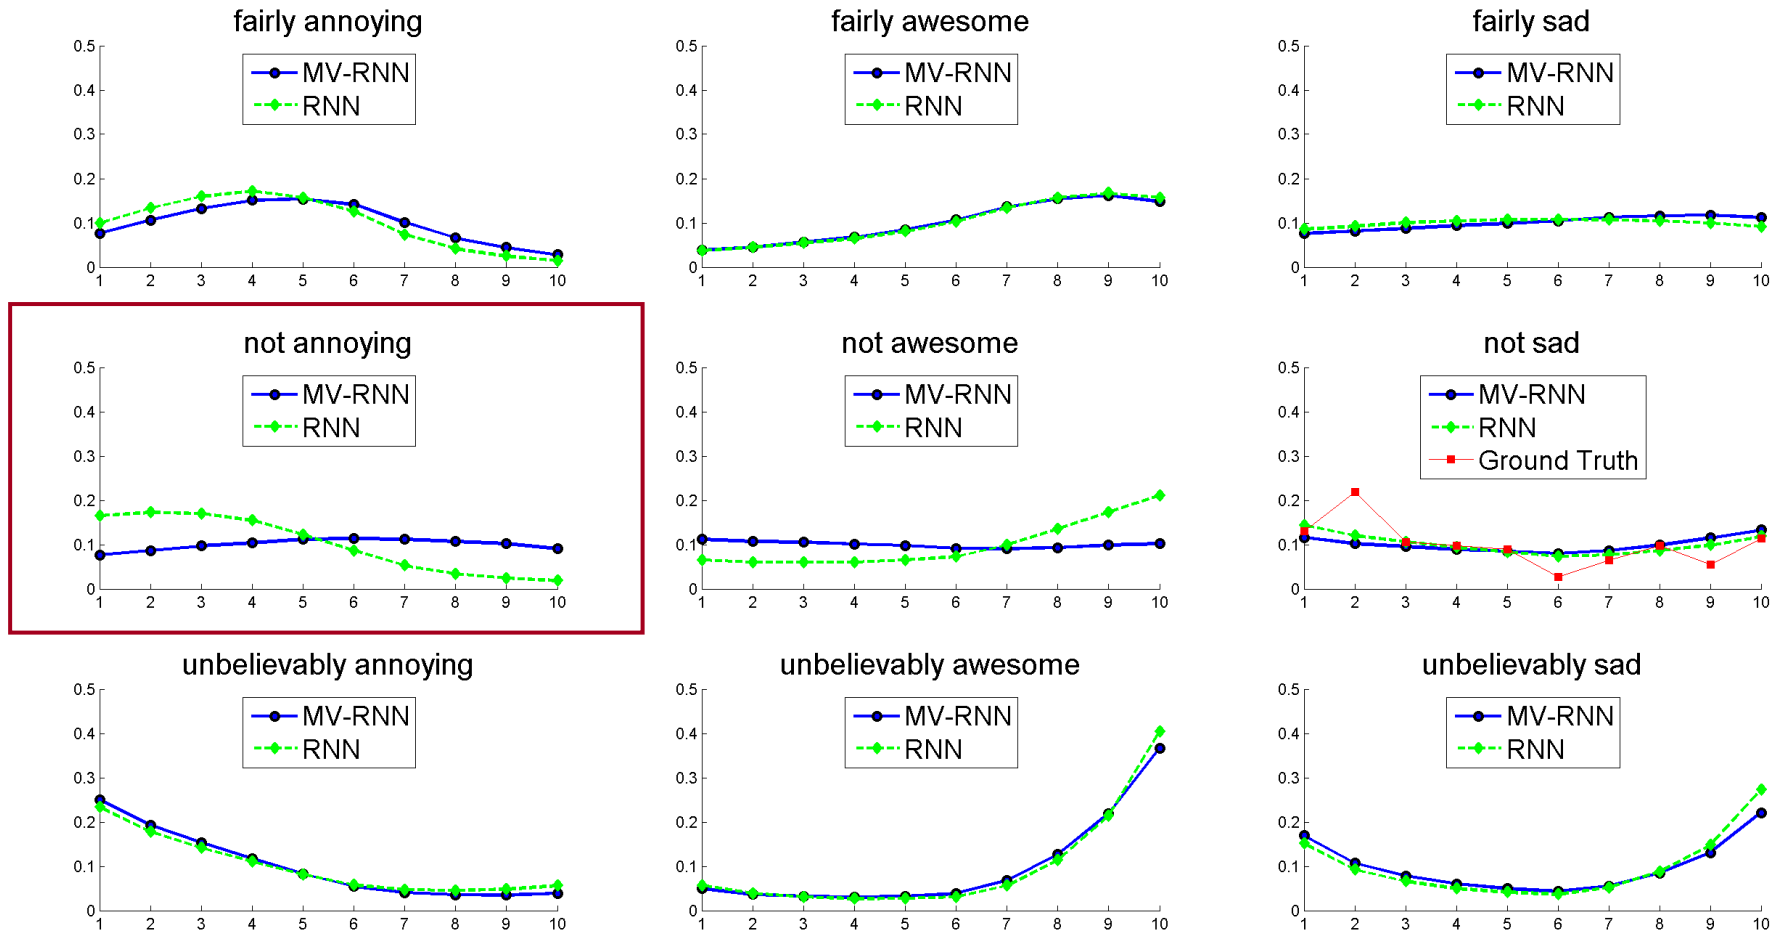 fairly annoying
0.5
0.4
0.3
0.2
0.1
0
MV-RNN
RNN
1 2 3 4 5 6 7 8 9 10
fairly awesome
0.5
0.4
0.3
0.2
0.1
0
MV-RNN
RNN
1 2 3 4 5 6 7 8 9 10
fairly sad
0.5
0.4
0.3
0.2
0.1
0
MV-RNN
RNN
1 2 3 4 5 6 7 8 9 10
not annoying
0.5
0.4
0.3
0.2
0.1
0
MV-RNN
RNN
1 2 3 4 5 6 7 8 9 10
not awesome
0.5
0.4
0.3
0.2
0.1
0
MV-RNN
RNN
1 2 3 4 5 6 7 8 9 10
not sad
0.5
0.4
0.3
0.2
0.1
0
MV-RNN
RNN
Ground Truth
1 2 3 4 5 6 7 8 9 10
unbelievably annoying
0.5
0.4
0.3
0.2
0.1
0
MV-RNN
RNN
1 2 3 4 5 6 7 8 9 10
unbelievably awesome
0.5
0.4
0.3
0.2
0.1
0
MV-RNN
RNN
1 2 3 4 5 6 7 8 9 10
unbelievably sad
0.5
0.4
0.3
0.2
0.1
0
MV-RNN
RNN
1 2 3 4 5 6 7 8 9 10